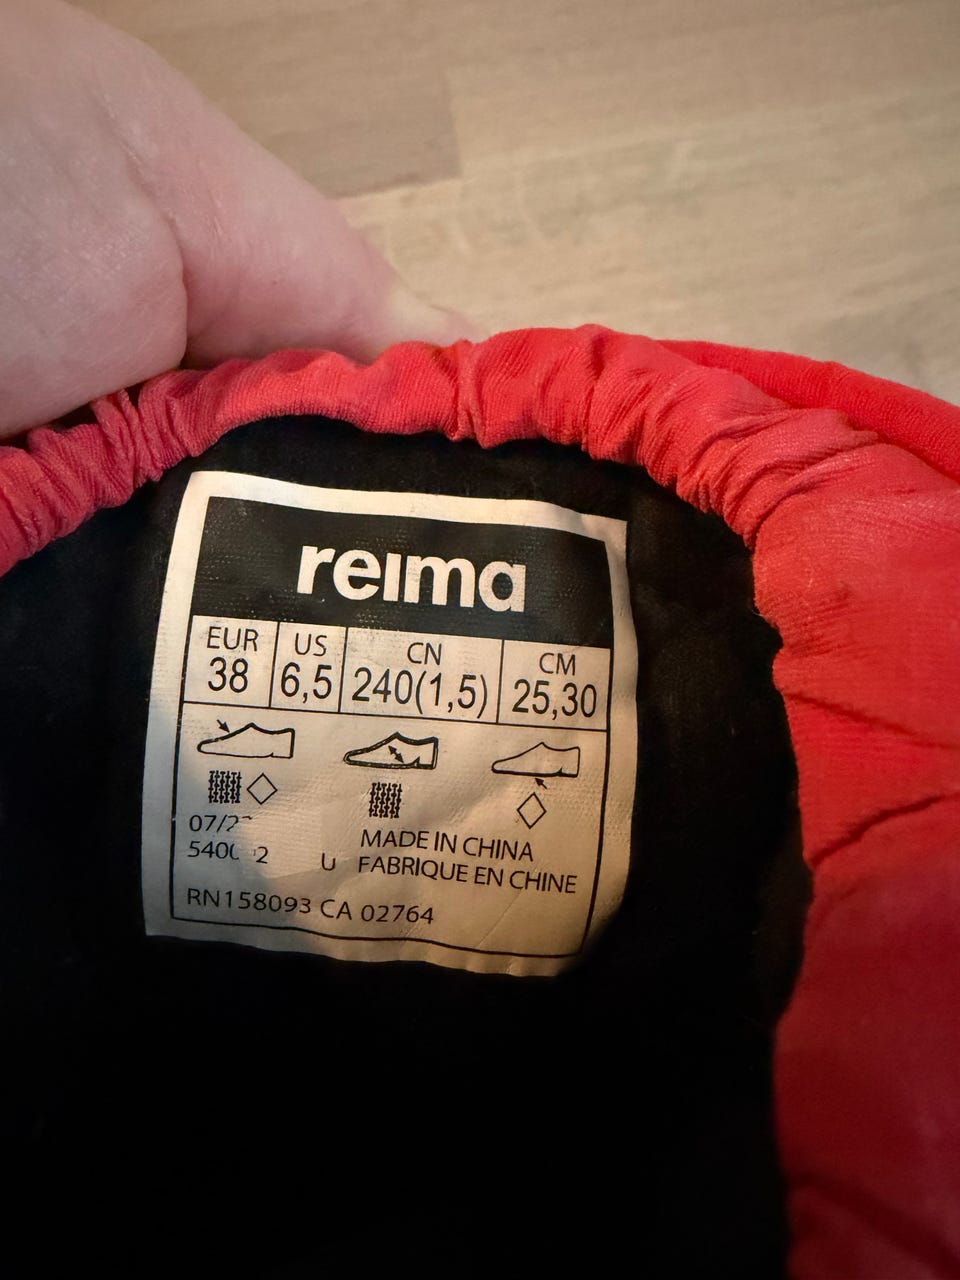 reima
EUR US CN CM
38 6,5 240(1,5) 25,30
MADE IN CHINA
U FABRIQUE EN CHINE
RN158093 CA 02764